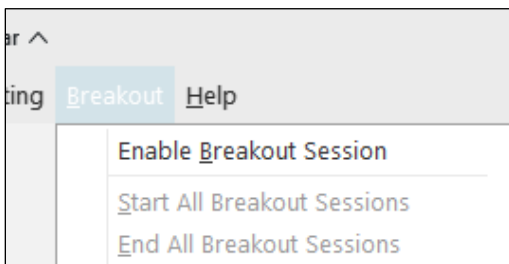 ar
ting Breakout Help
Enable Breakout Session
Start All Breakout Sessions
End All Breakout Sessions